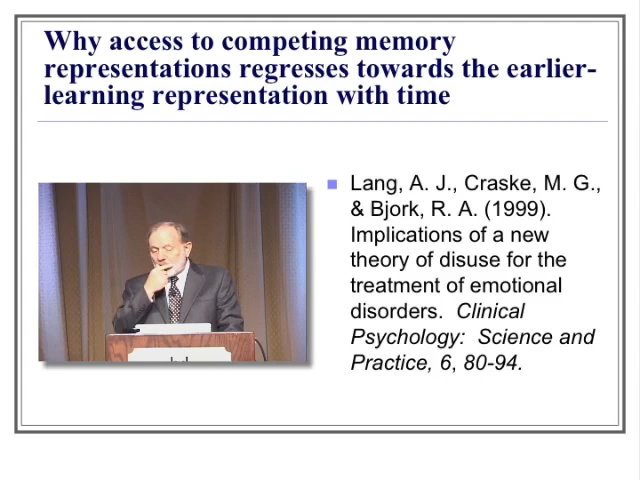 Why access to competing memory
representations regresses towards the earlier-
learning representation with time
Lang, A. J., Craske, M. G.,
& Bjork, R. A. (1999).
Implications of a new
theory of disuse for the
treatment of emotional
disorders. Clinical
Psychology: Science and
Practice, 6, 80-94.